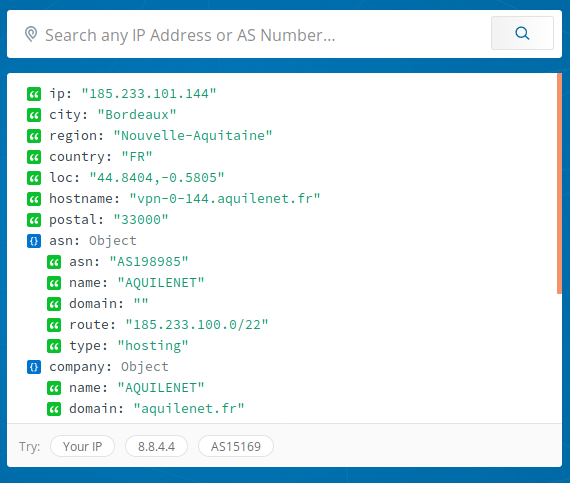 Search any IP Address or AS Number...
ip: "185.233.101.144"
city: "Bordeaux"
region: "Nouvelle-Aquitaine"
country: "FR"
loc: "44.8404,-0.5805"
hostname: "vpn-0-144.aquilenet.fr"
postal: "33000"
{} asn: Object
asn: "AS198985"
name: "AQUILENET"
domain: ""
route: "185.233.100.0/22"
type: "hosting"
{} company: Object
name: "AQUILENET"
domain: "aquilenet.fr"
Try: Your IP 8.8.4.4 AS15169